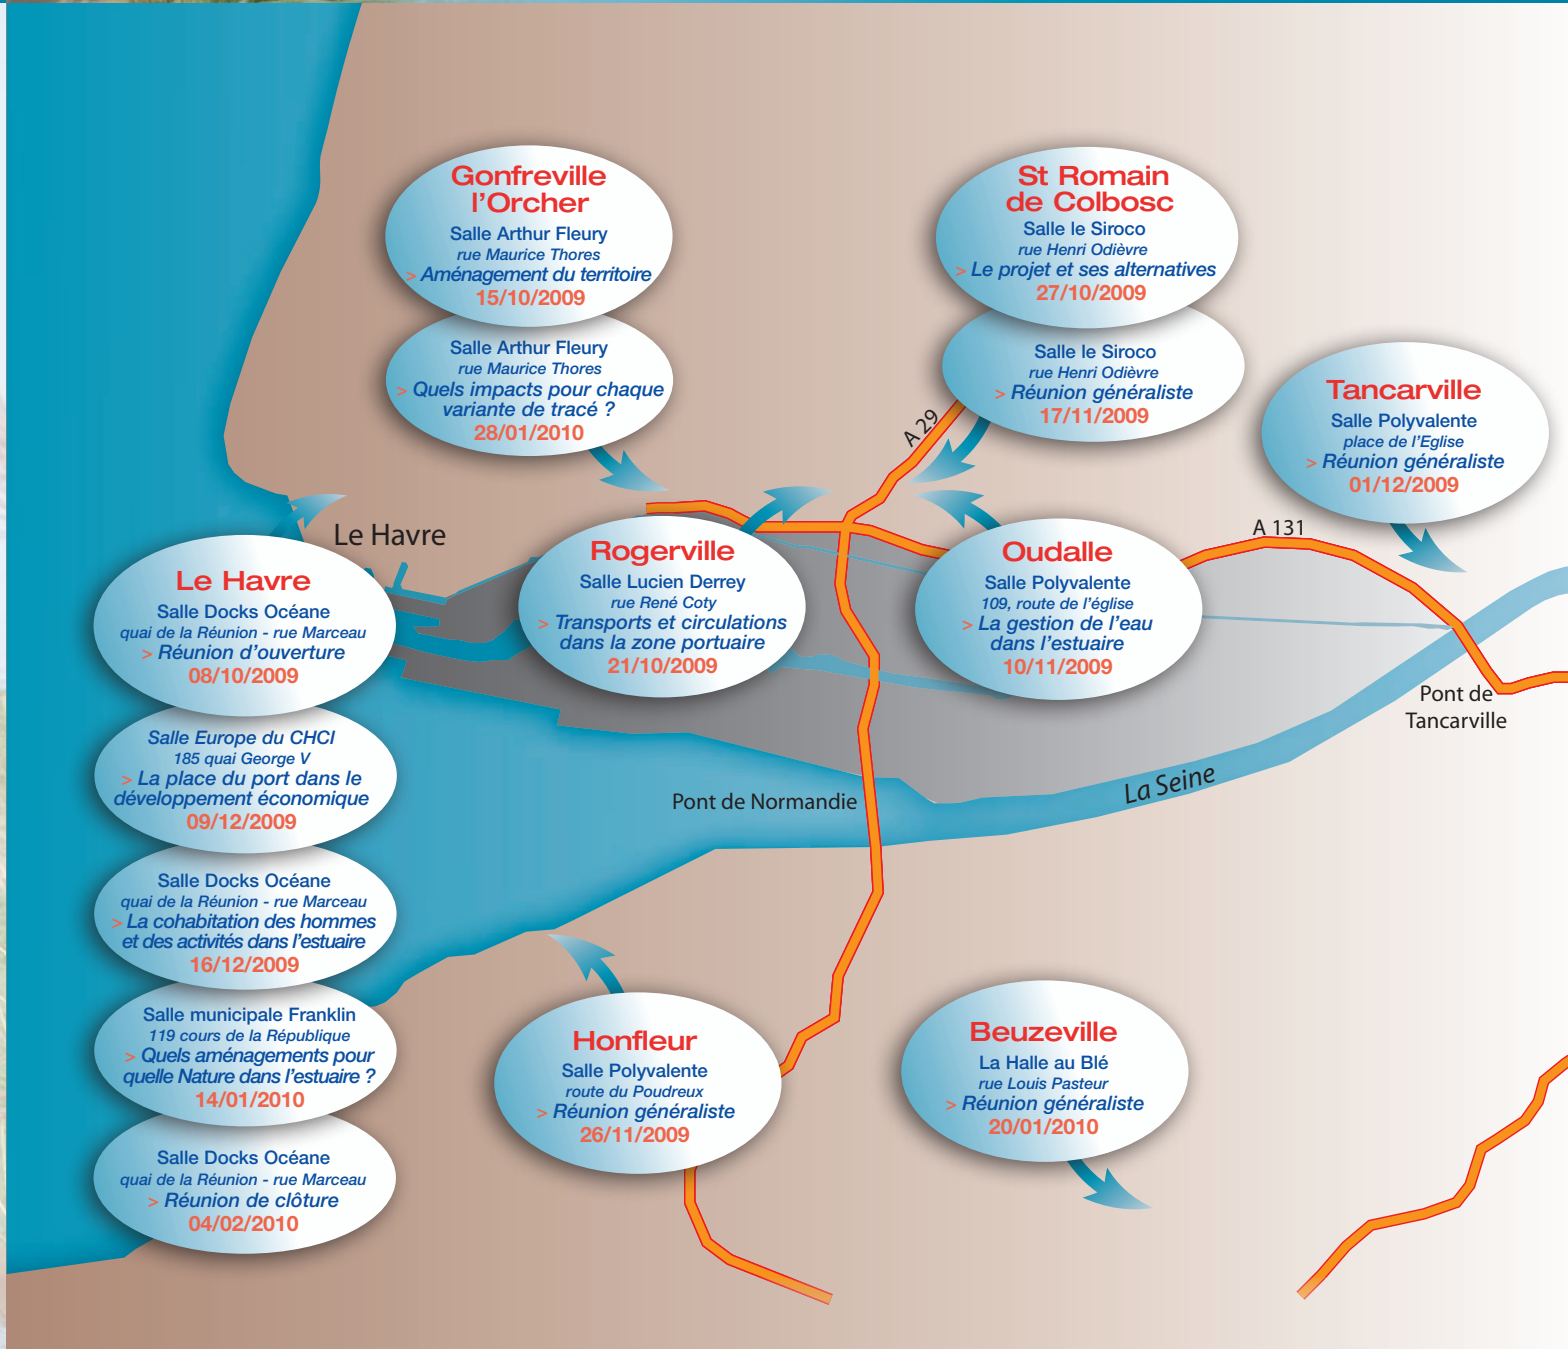 Gonfreville
l'Orcher
Salle Arthur Fleury
rue Maurice Thores
> Aménagement du territoire
15/10/2009
Salle Arthur Fleury
rue Maurice Thores
> Quels impacts pour chaque
variante de tracé ?
28/01/2010
St Romain
de Colbosc
Salle le Siroco
rue Henri Odièvre
> Le projet et ses alternatives
27/10/2009
Salle le Siroco
rue Henri Odièvre
> Réunion généraliste
17/11/2009
Tancarville
Salle Polyvalente
place de l'Eglise
> Réunion généraliste
01/12/2009
A 29
Le Havre
A 131
Rogerville
Salle Lucien Derrey
rue René Coty
> Transports et circulations
dans la zone portuaire
21/10/2009
Oudalle
Salle Polyvalente
109, route de l'église
> La gestion de l'eau
dans l'estuaire
10/11/2009
Le Havre
Salle Docks Océane
quai de la Réunion - rue Marceau
> Réunion d'ouverture
08/10/2009
Salle Europe du CHCI
185 quai George V
> La place du port dans le
développement économique
09/12/2009
Salle Docks Océane
quai de la Réunion - rue Marceau
> La cohabitation des hommes
et des activités dans l'estuaire
16/12/2009
Salle municipale Franklin
119 cours de la République
> Quels aménagements pour
quelle Nature dans l'estuaire ?
14/01/2010
Salle Docks Océane
quai de la Réunion - rue Marceau
> Réunion de clôture
04/02/2010
Pont de
Tancarville
La Seine
Pont de Normandie
Honfleur
Salle Polyvalente
route du Poudreux
> Réunion généraliste
26/11/2009
Beuzeville
La Halle au Blé
rue Louis Pasteur
> Réunion généraliste
20/01/2010